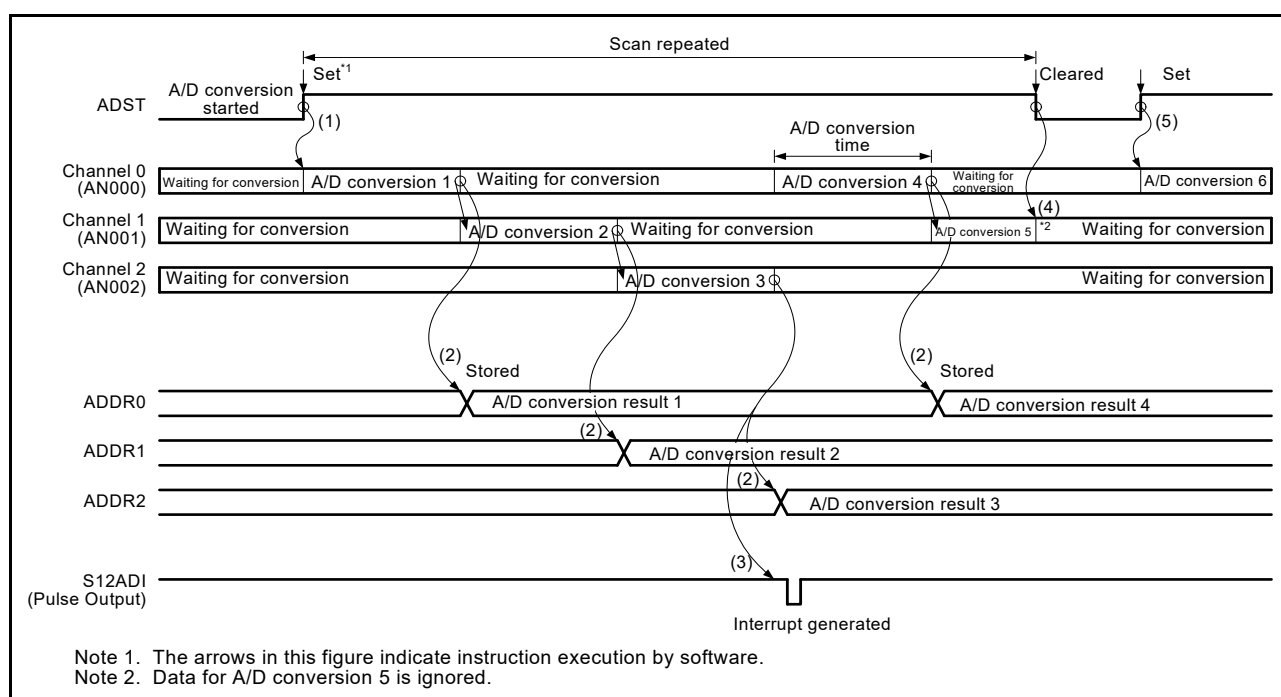 Scan repeated
Set*1
Cleared
Set
ADST
A/D conversion
started
(1)
(5)
A/D conversion
time
Channel 0
(AN000)
Waiting for conversion
A/D conversion 1
Waiting for conversion
A/D conversion 4
Waiting for
conversion
A/D conversion 6
(4)
Channel 1
(AN001)
Waiting for conversion
A/D conversion 2
Waiting for conversion
A/D conversion 5
*2
Waiting for conversion
Channel 2
(AN002)
Waiting for conversion
A/D conversion 3
Waiting for conversion
(2)
Stored
(2)
Stored
ADDR0
A/D conversion result 1
A/D conversion result 4
(2)
ADDR1
A/D conversion result 2
(2)
ADDR2
A/D conversion result 3
(3)
S12ADI
(Pulse Output)
Interrupt generated
Note 1. The arrows in this figure indicate instruction execution by software.
Note 2. Data for A/D conversion 5 is ignored.